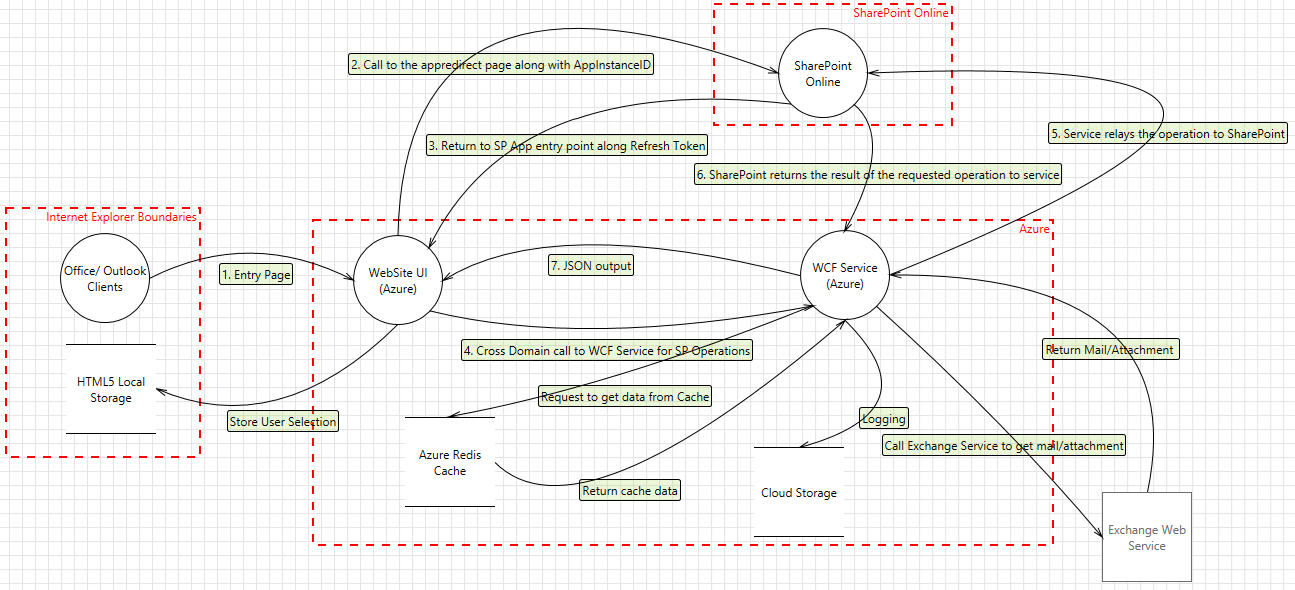 SharePoint Online
2. Call to the appredirect page along with AppInstanceID
SharePoint
Online
3. Return to SP App entry point along Refresh Token
5. Service relays the operation to SharePoint
6. SharePoint returns the result of the requested operation to service
Internet Explorer Boundaries
Azure
Office/ Outlook
Clients
1. Entry Page
WebSite UI
(Azure)
7. JSON output
WCF Service
(Azure)
4. Cross Domain call to WCF Service for SP Operations
Return Mail/Attachment
HTML5 Local
Storage
Request to get data from Cache
Store User Selection
Logging
Call Exchange Service to get mail/attachment
Azure Redis
Cache
Return cache data
Cloud Storage
Exchange Web
Service